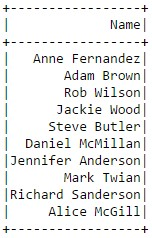 +-----------------+
|             Name|
+-----------------+
|   Anne Fernandez|
|       Adam Brown|
|       Rob Wilson|
|      Jackie Wood|
|     Steve Butler|
|  Daniel McMillan|
|Jennifer Anderson|
|       Mark Twian|
|Richard Sanderson|
|     Alice McGill|
+-----------------+